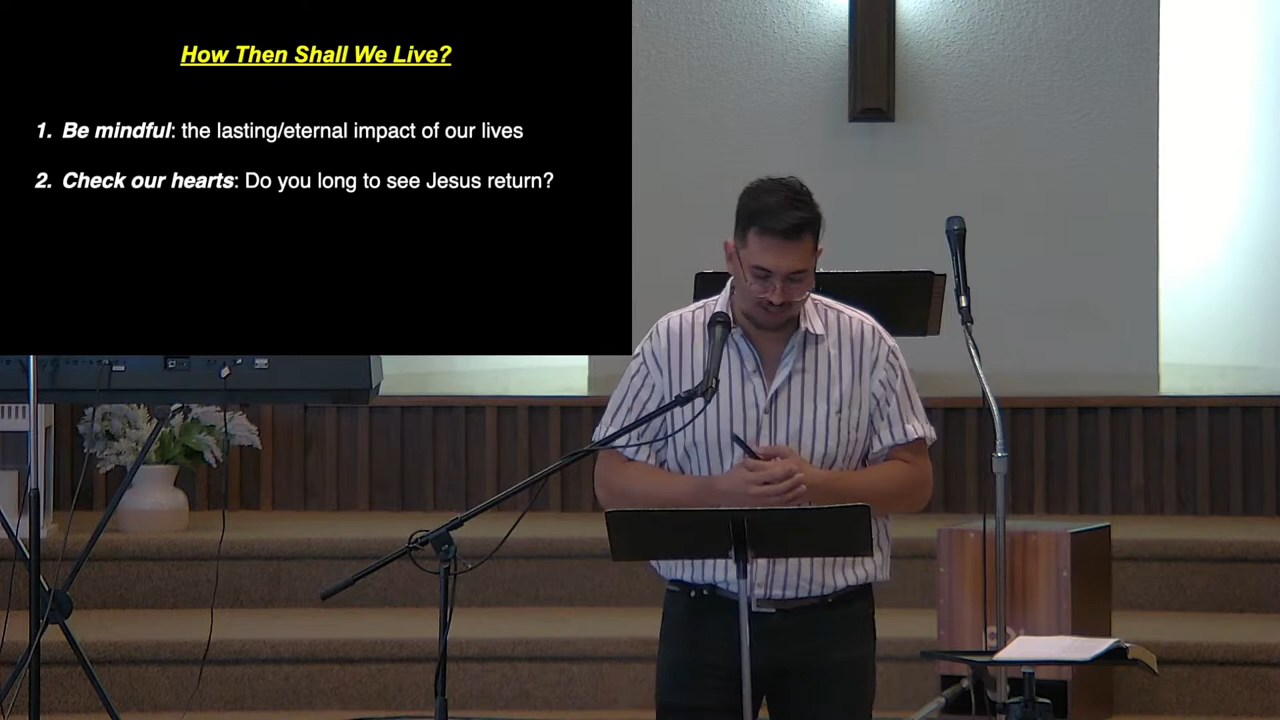 How Then Shall We Live?
1. Be mindful: the lasting/eternal impact of our lives
2. Check our hearts: Do you long to see Jesus return?